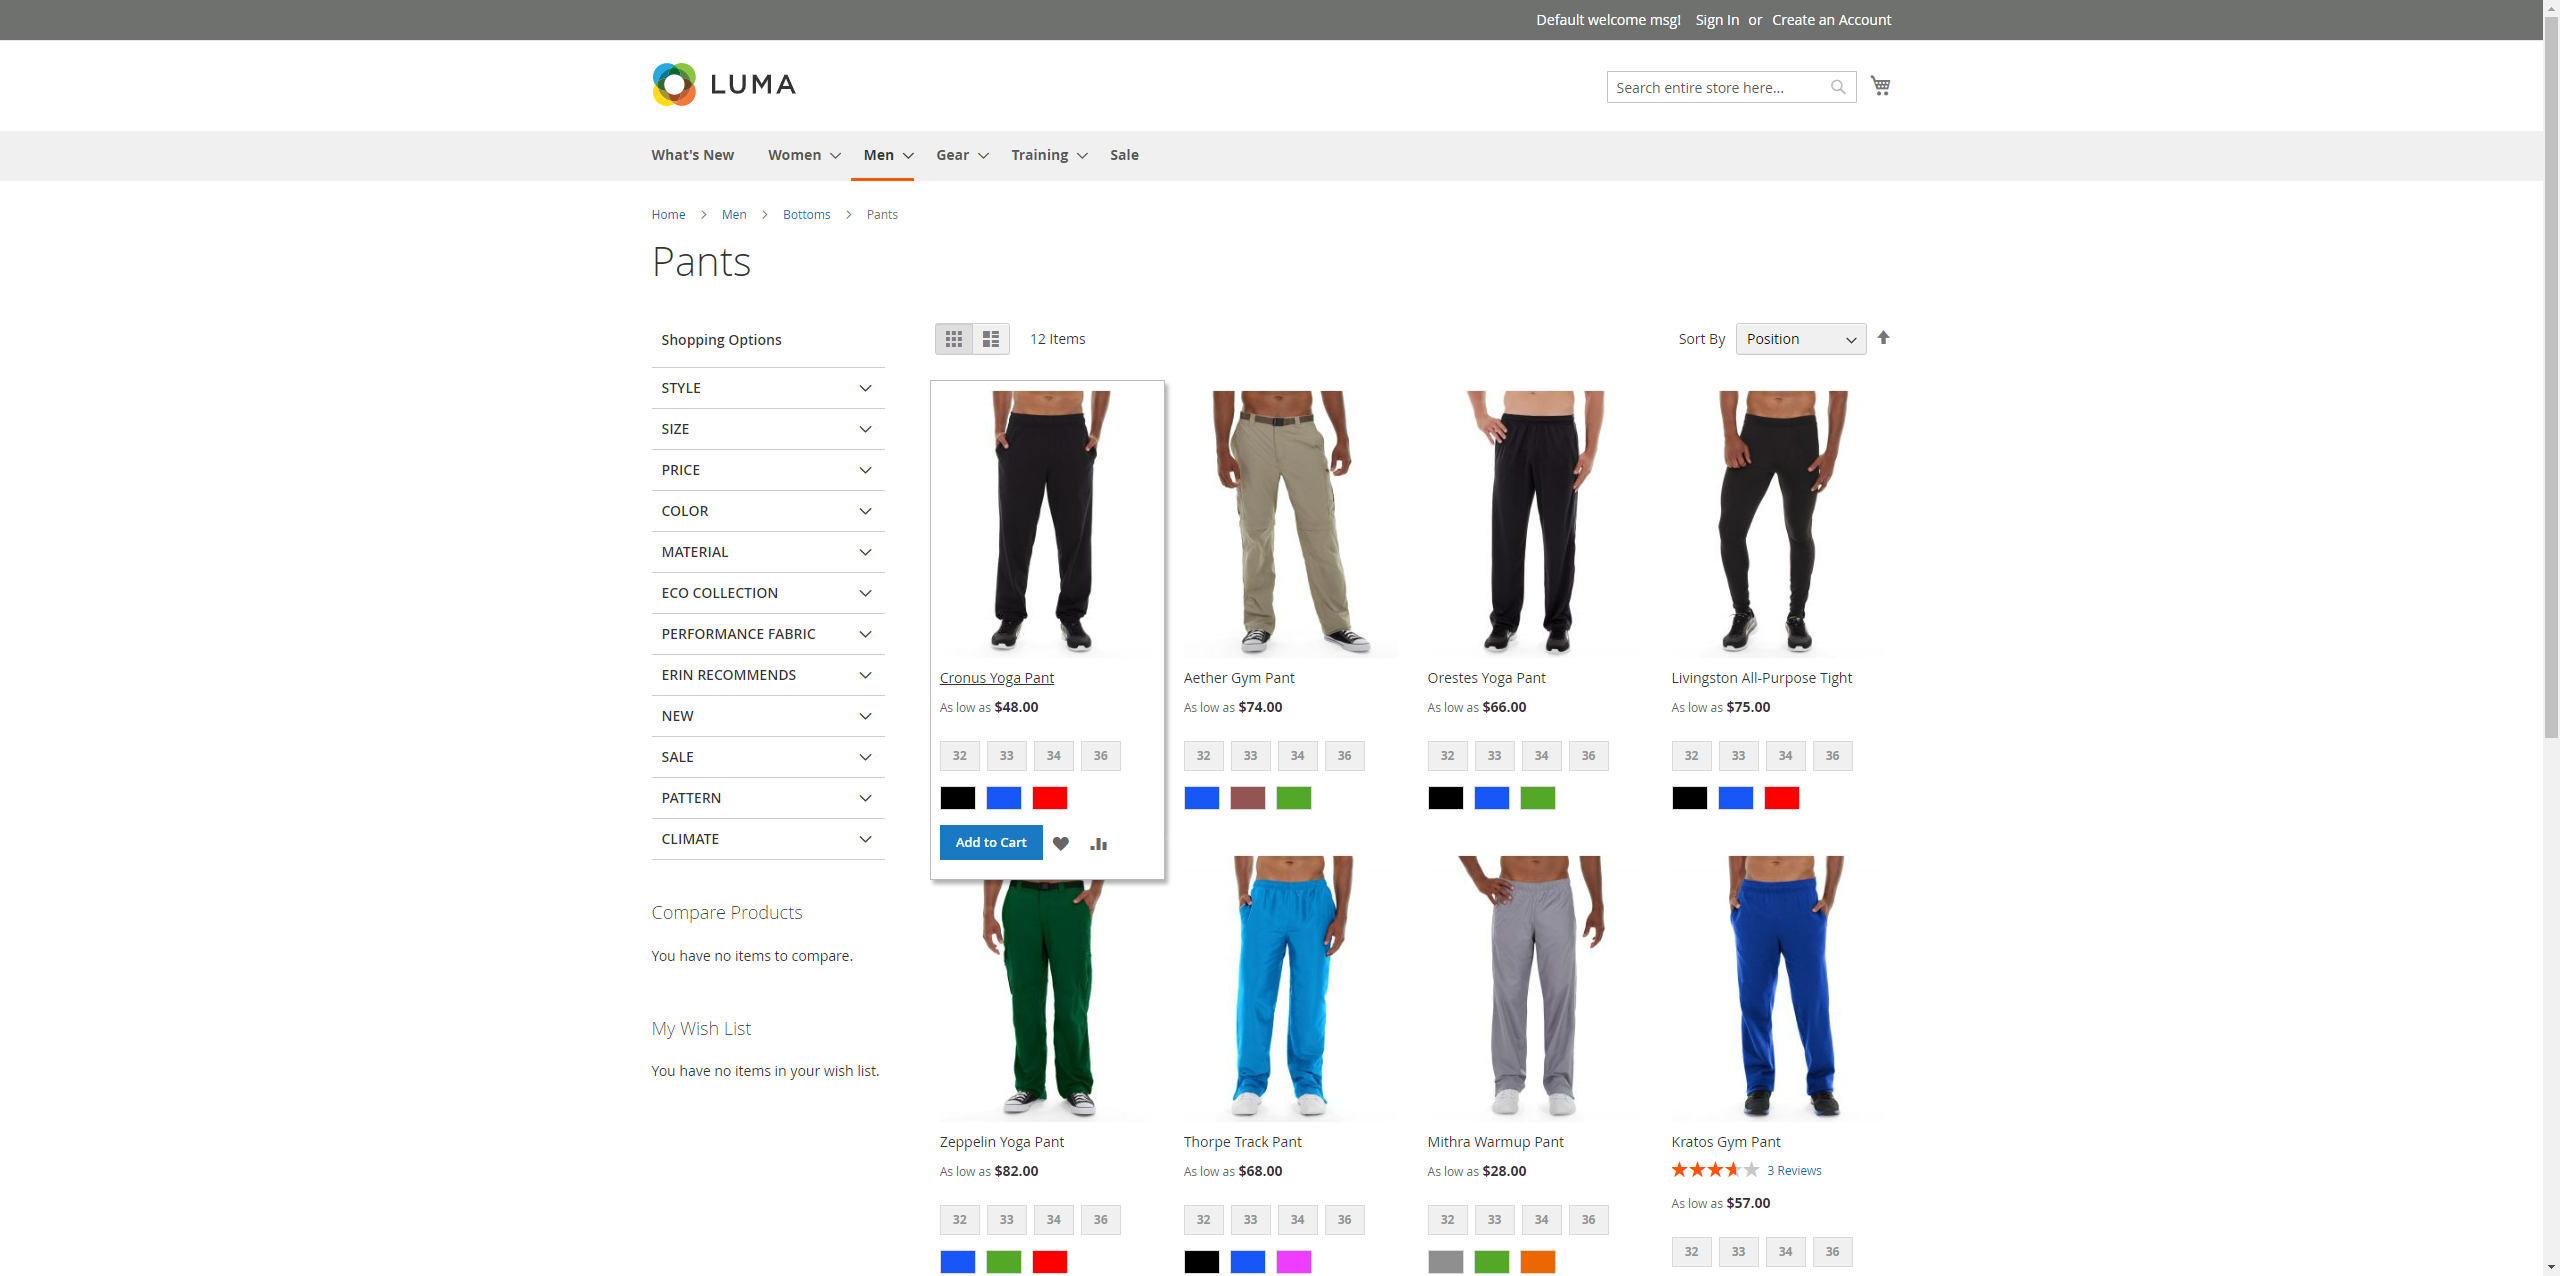 Default welcome msg! Sign In or Create an Account
LUMA
Search entire store here...
What's New Women Men Gear Training Sale
Home Men Bottoms Pants
Pants
Shopping Options
STYLE
SIZE
PRICE
COLOR
MATERIAL
ECO COLLECTION
PERFORMANCE FABRIC
ERIN RECOMMENDS
NEW
SALE
PATTERN
CLIMATE
Compare Products
You have no items to compare.
My Wish List
You have no items in your wish list.
12 Items
Sort By Position
Cronus Yoga Pant
As low as $48.00
32 33 34 36
Add to Cart
Aether Gym Pant
As low as $74.00
32 33 34 36
Orestes Yoga Pant
As low as $66.00
32 33 34 36
Livingston All-Purpose Tight
As low as $75.00
32 33 34 36
Zeppelin Yoga Pant
As low as $82.00
32 33 34 36
Thorpe Track Pant
As low as $68.00
32 33 34 36
Mithra Warmup Pant
As low as $28.00
32 33 34 36
Kratos Gym Pant
3 Reviews
As low as $57.00
32 33 34 36